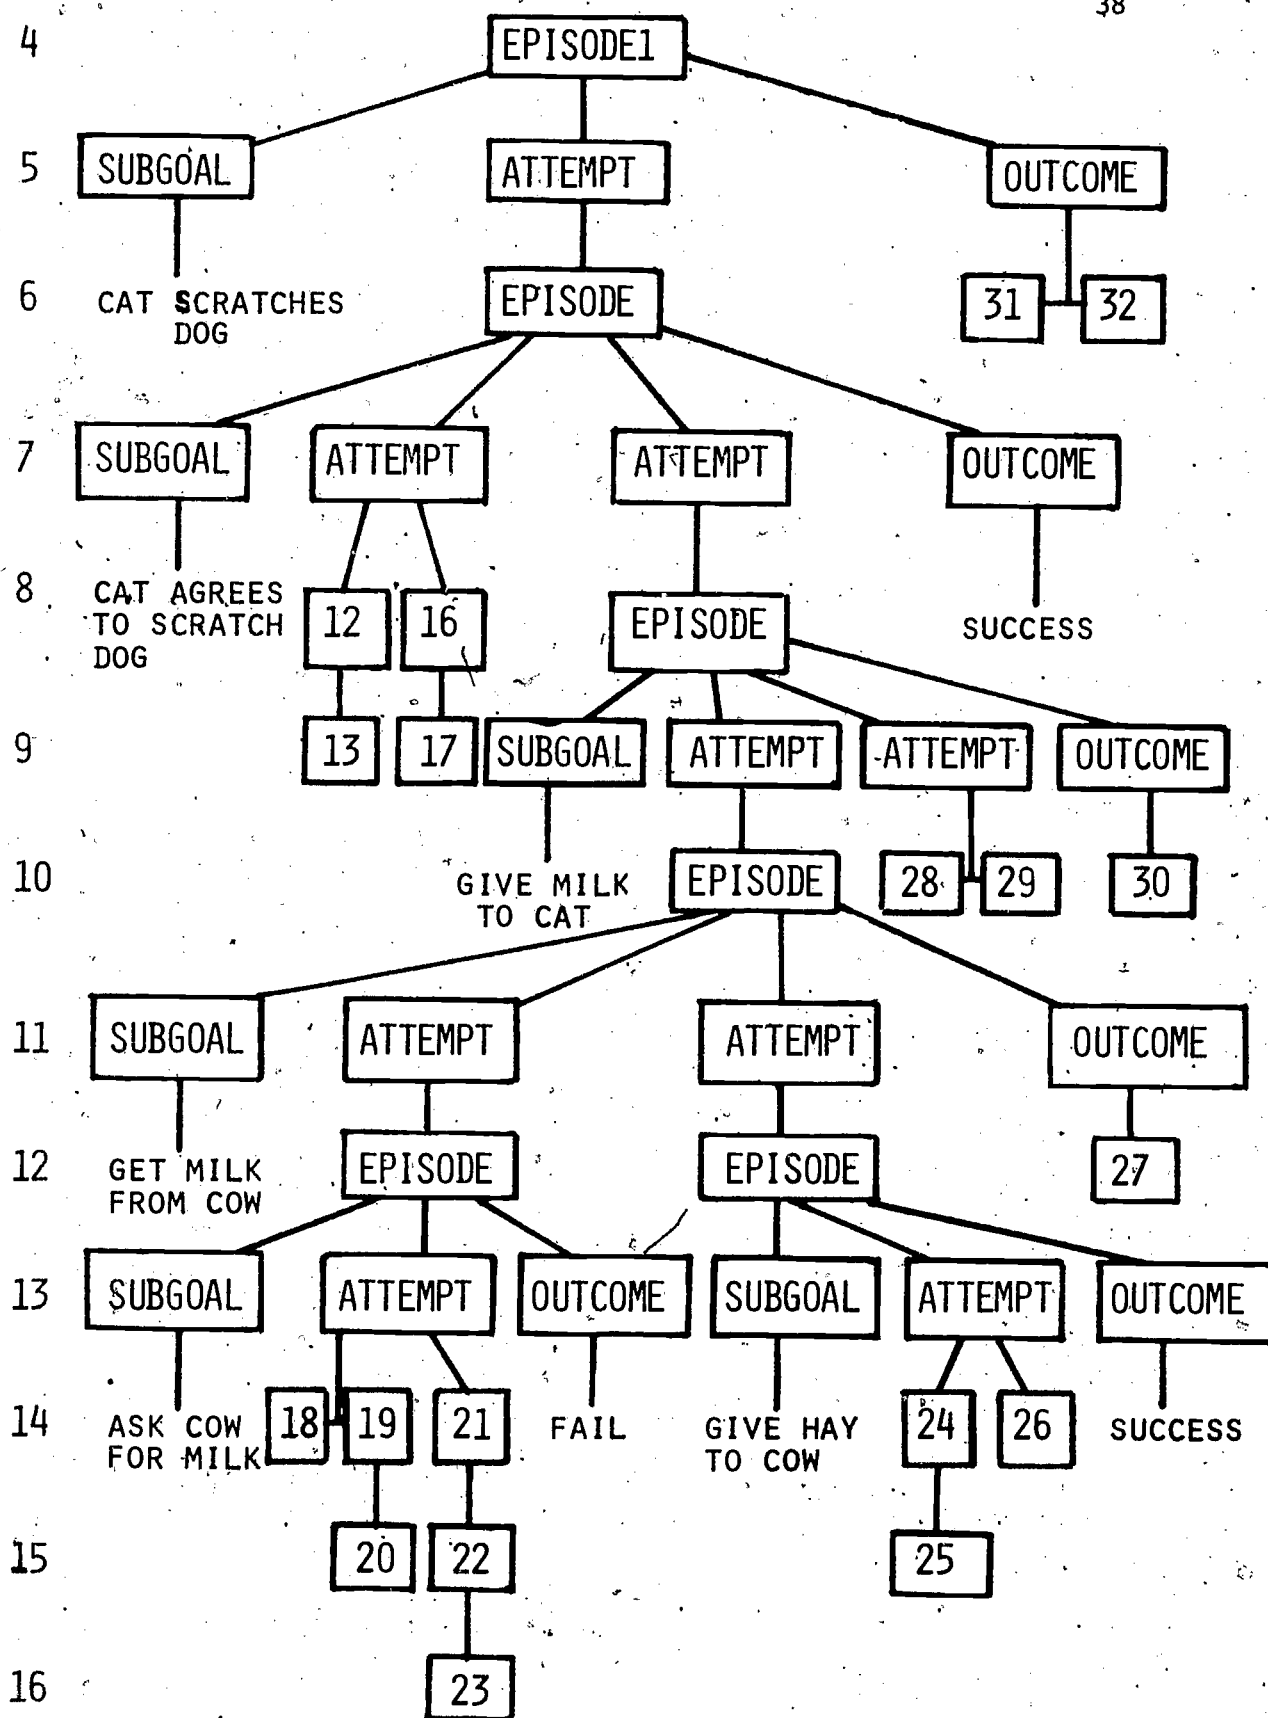 38
4 EPISODE1
5 SUBGOAL ATTEMPT OUTCOME
6 CAT SCRATCHES EPISODE 31 32
DOG
7 SUBGOAL ATTEMPT ATTEMPT OUTCOME
8 CAT AGREES 12 16 EPISODE SUCCESS
TO SCRATCH
DOG
9 13 17 SUBGOAL ATTEMPT ATTEMPT OUTCOME
10 GIVE MILK EPISODE 28 29 30
TO CAT
11 SUBGOAL ATTEMPT ATTEMPT OUTCOME
12 GET MILK EPISODE EPISODE 27
FROM COW
13 SUBGOAL ATTEMPT OUTCOME SUBGOAL ATTEMPT OUTCOME
14 ASK COW 18 19 21 FAIL GIVE HAY 24 26 SUCCESS
FOR MILK TO COW
15 20 22 25
16 23